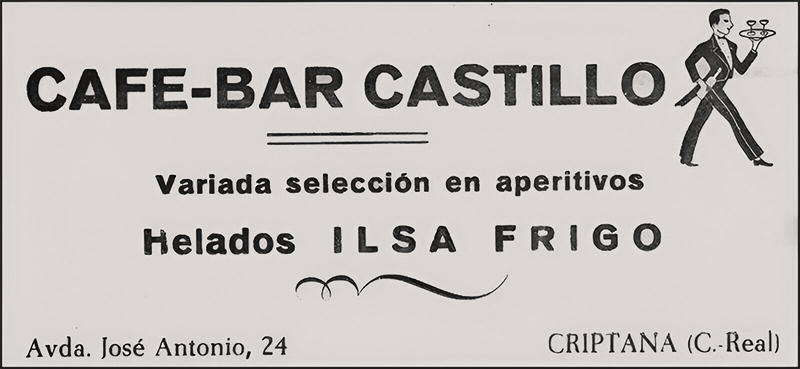 CAFE-BAR CASTILLO
Variada selección en aperitivos
Helados ILSA FRIGO
Avda. José Antonio, 24
CRIPTANA (C.-Real)